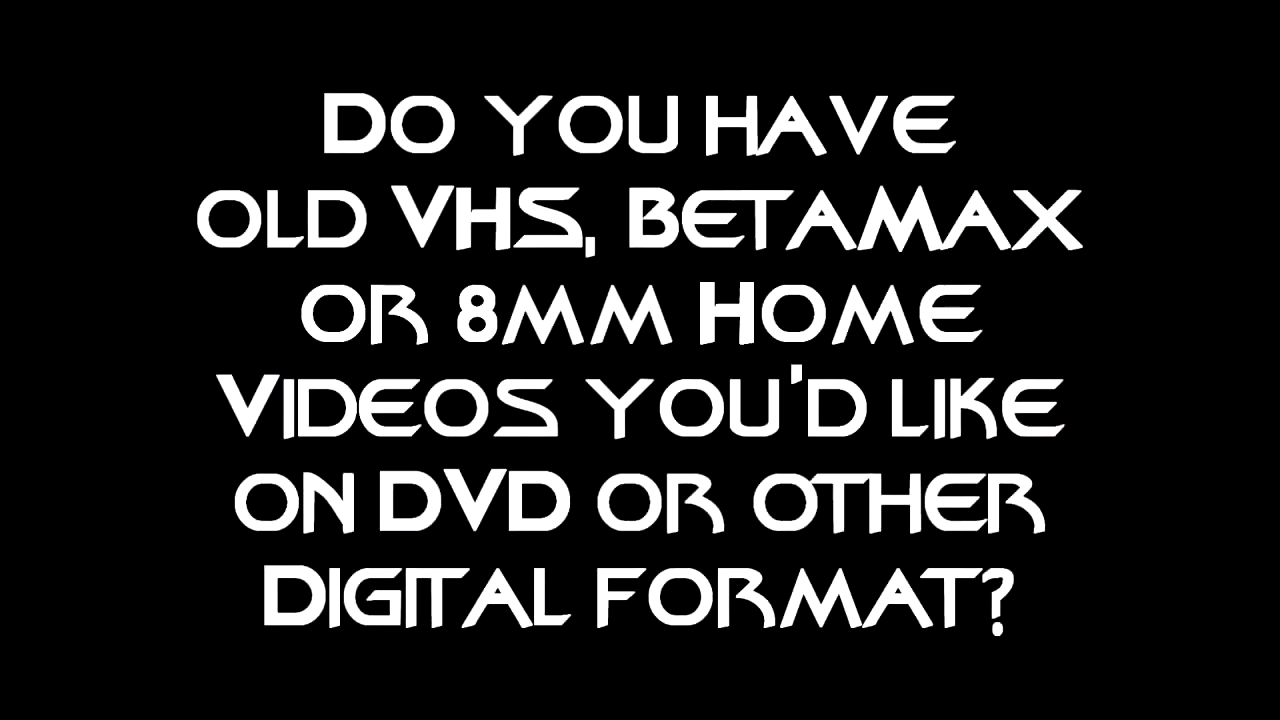 Do you have
old VHS, Betamax
or 8mm Home
Videos you'd like
on DVD or other
Digital format?